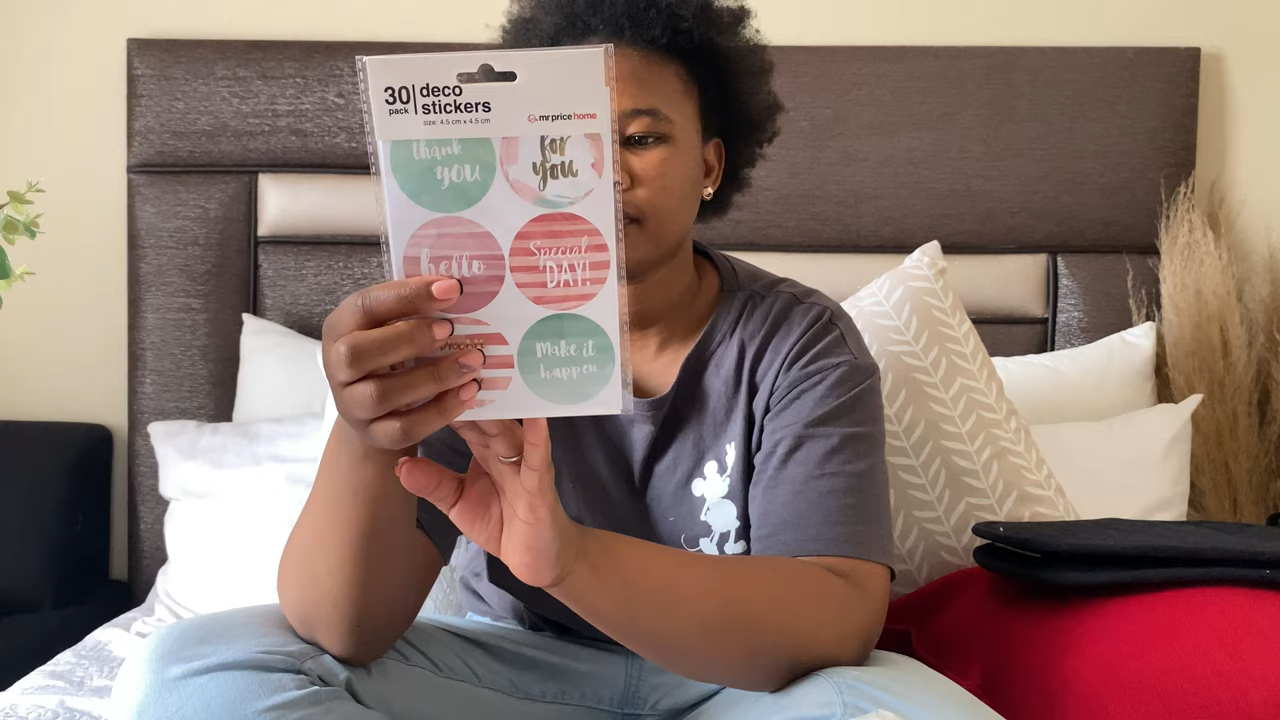 30 pack
deco
stickers
size: 4.5 cm x 4.5 cm
mr price home
thank
you
for
you
hello
Special
DAY!
Make it
happen